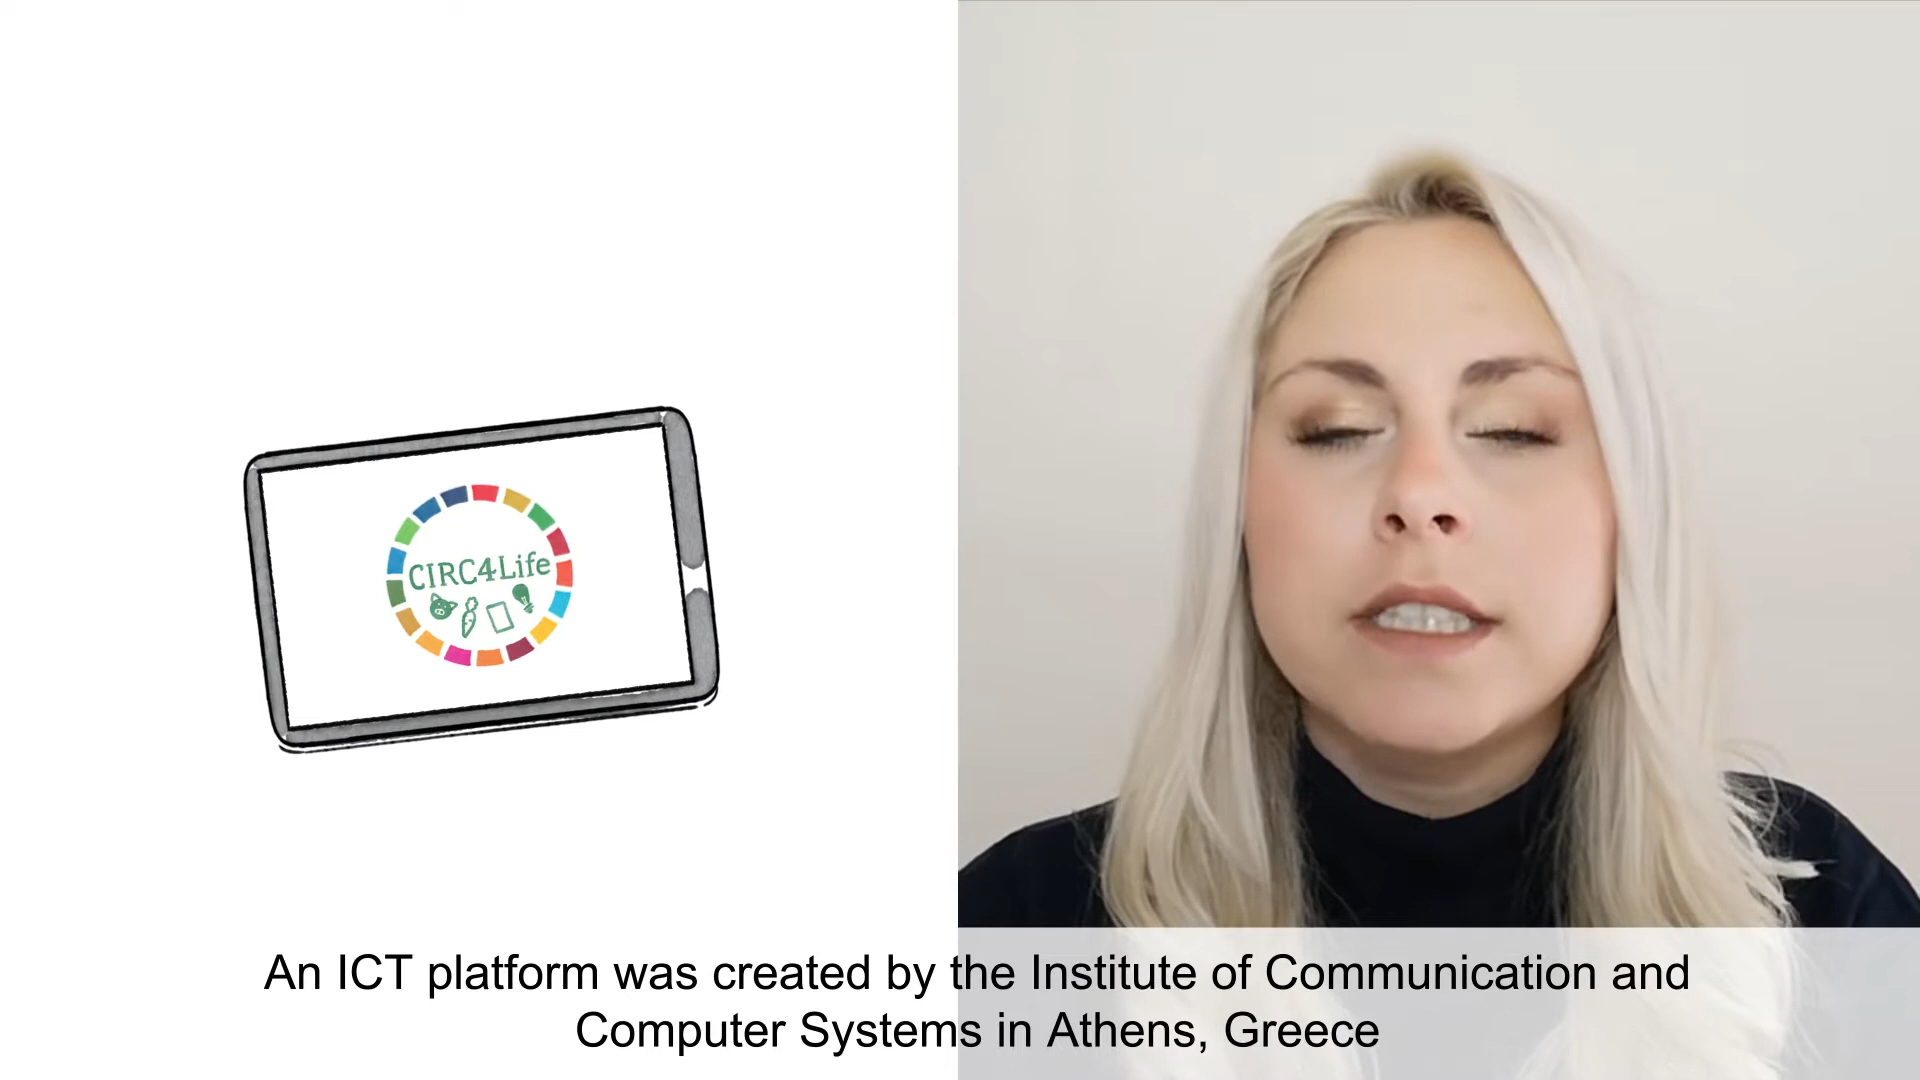 CIRC4Life
An ICT platform was created by the Institute of Communication and
Computer Systems in Athens, Greece